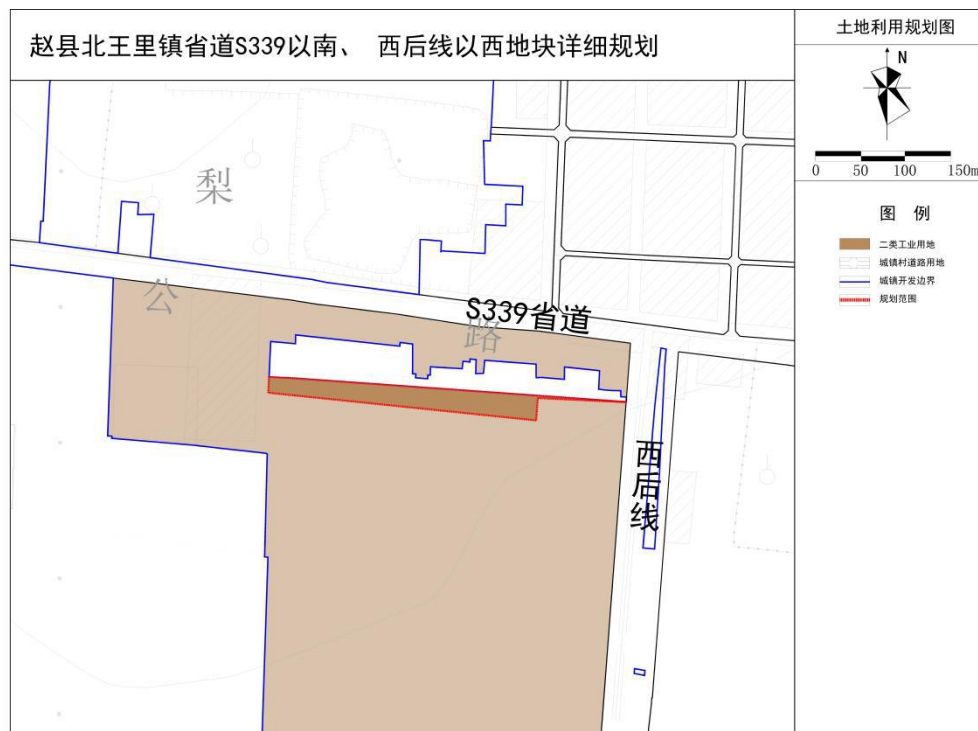 赵县北王里镇省道S339以南、 西后线以西地块详细规划
土地利用规划图
N
0 50 100 150m
图 例
二类工业用地
城镇村道路用地
城镇开发边界
规划范围
梨
公
路
S339省道
西后线